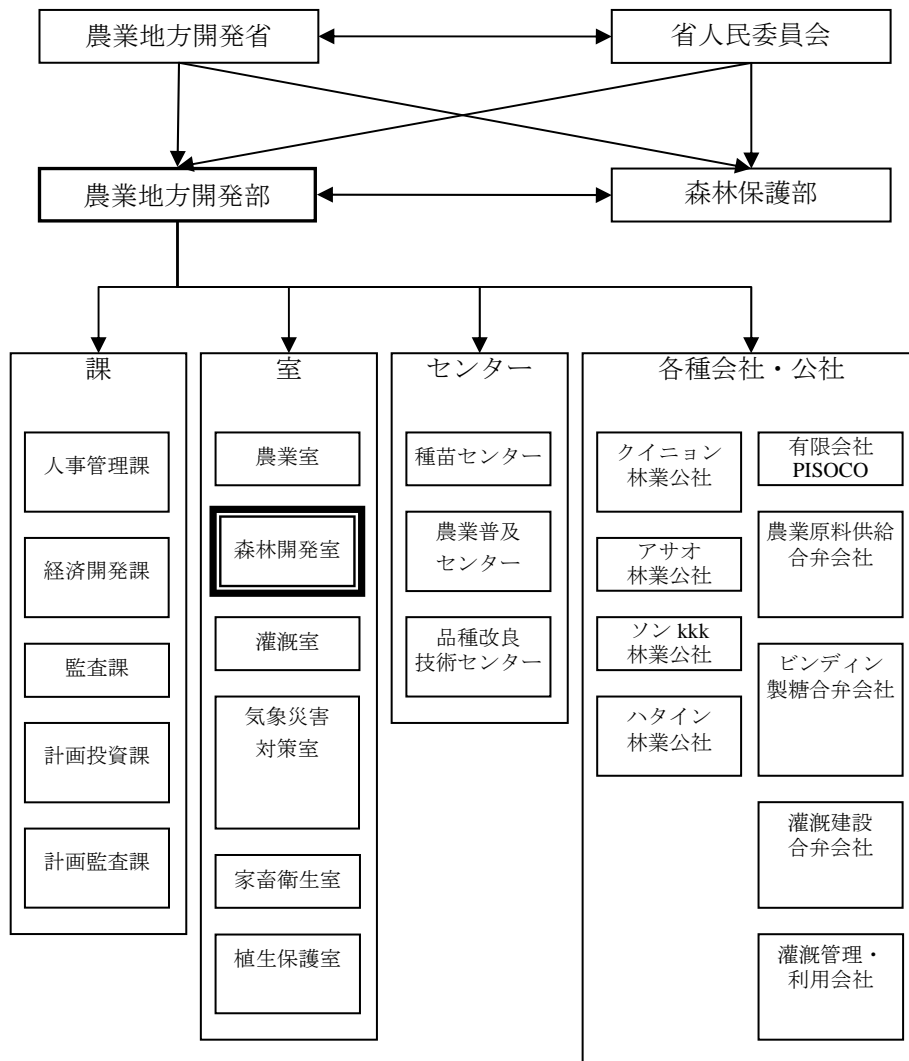 農業地方開発省
省人民委員会
農業地方開発部
森林保護部
課
人事管理課
経済開発課
監査課
計画投資課
計画監査課
室
農業室
森林開発室
灌漑室
気象災害
対策室
家畜衛生室
植生保護室
センター
種苗センター
農業普及
センター
品種改良
技術センター
各種会社・公社
クイニョン
林業公社
アサオ
林業公社
ソン kkk
林業公社
ハタイン
林業公社
有限会社
PISOCO
農業原料供給
合弁会社
ビンディン
製糖合弁会社
灌漑建設
合弁会社
灌漑管理・
利用会社